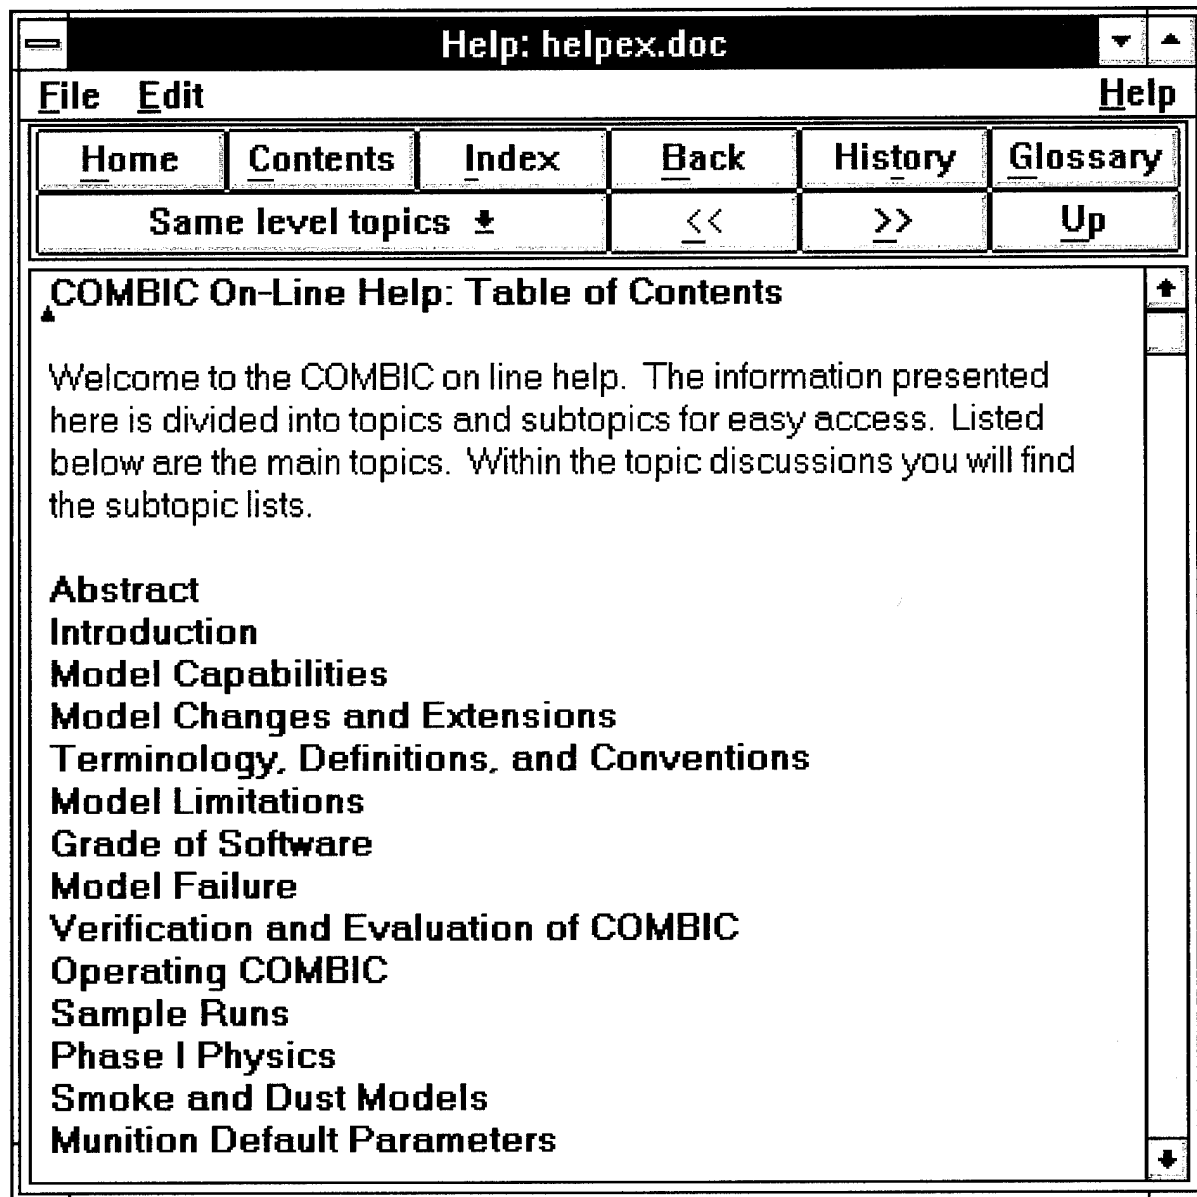 Help: helpex.doc
File Edit Help
Home Contents Index Back History Glossary
Same level topics << >> Up
COMBIC On-Line Help: Table of Contents
Welcome to the COMBIC on line help. The information presented
here is divided into topics and subtopics for easy access. Listed
below are the main topics. Within the topic discussions you will find
the subtopic lists.
Abstract
Introduction
Model Capabilities
Model Changes and Extensions
Terminology, Definitions, and Conventions
Model Limitations
Grade of Software
Model Failure
Verification and Evaluation of COMBIC
Operating COMBIC
Sample Runs
Phase I Physics
Smoke and Dust Models
Munition Default Parameters